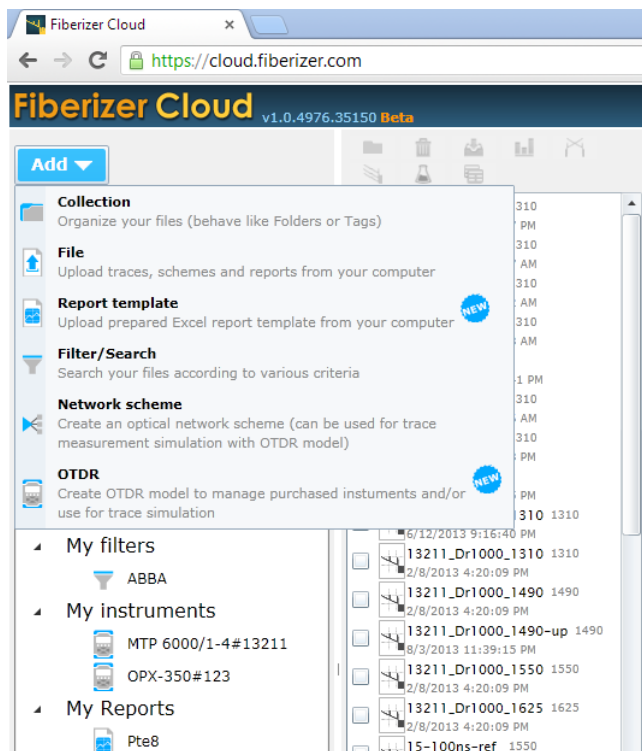 Fiberizer Cloud
https://cloud.fiberizer.com
Fiberizer Cloud v1.0.4976.35150 Beta
Add
Collection
Organize your files (behave like Folders or Tags)
File
Upload traces, schemes and reports from your computer
Report template
Upload prepared Excel report template from your computer
NEW
Filter/Search
Search your files according to various criteria
Network scheme
Create an optical network scheme (can be used for trace
measurement simulation with OTDR model)
OTDR
Create OTDR model to manage purchased instuments and/or
use for trace simulation
NEW
My filters
ABBA
My instruments
MTP 6000/1-4#13211
OPX-350#123
My Reports
Pte8
310
PM
310
AM
310
AM
310
AM
1 PM
310
AM
310
PM
PM
1310 1310
6/12/2013 9:16:40 PM
13211_Dr1000_1310 1310
2/8/2013 4:20:09 PM
13211_Dr1000_1490 1490
2/8/2013 4:20:09 PM
13211_Dr1000_1490-up 1490
8/3/2013 11:39:15 PM
13211_Dr1000_1550 1550
2/8/2013 4:20:09 PM
13211_Dr1000_1625 1625
2/8/2013 4:20:09 PM
15-100ns-ref 1550